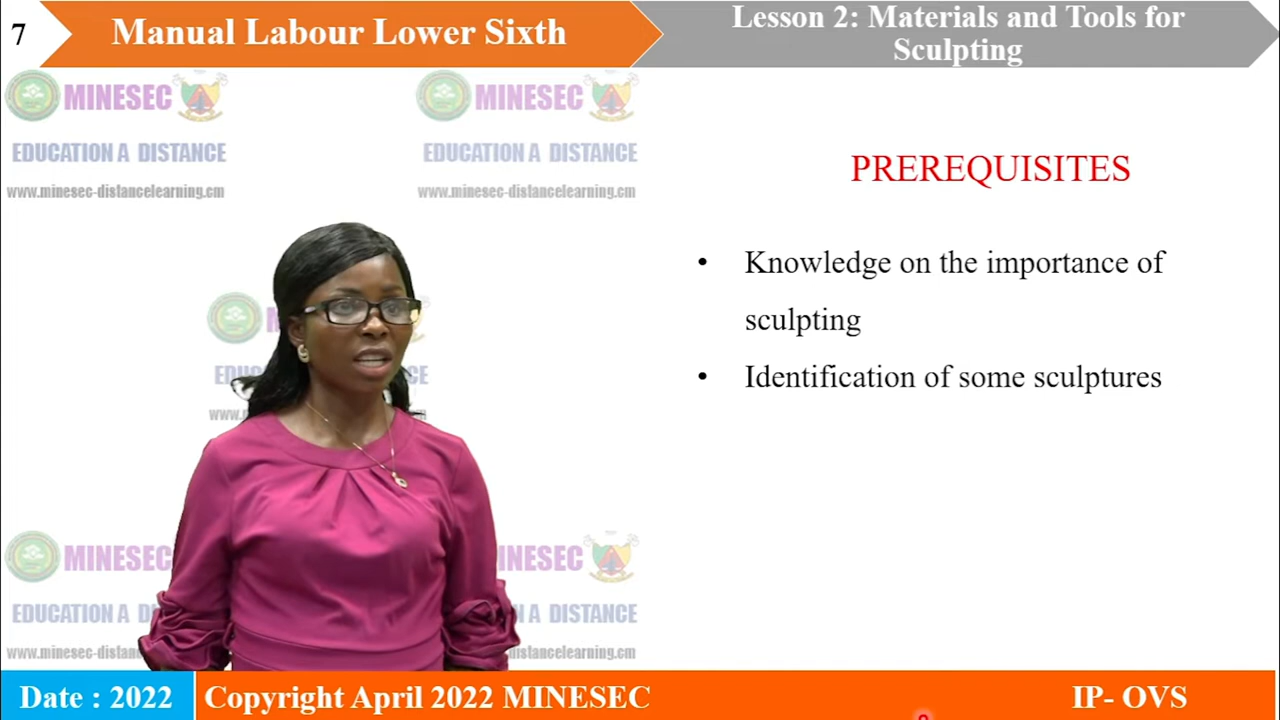 7
Manual Labour Lower Sixth
Lesson 2: Materials and Tools for
Sculpting
MINESEC
MINESEC
EDUCATION A DISTANCE
EDUCATION A DISTANCE
www.minesec-distancelearning.cm
www.minesec-distancelearning.cm
PREREQUISITES
• Knowledge on the importance of
sculpting
• Identification of some sculptures
MINESEC
INESEC
EDUCATION A DI
N A DISTANCE
www.minesec-distan
istancelearning.cm
Date : 2022
Copyright April 2022 MINESEC
IP- OVS